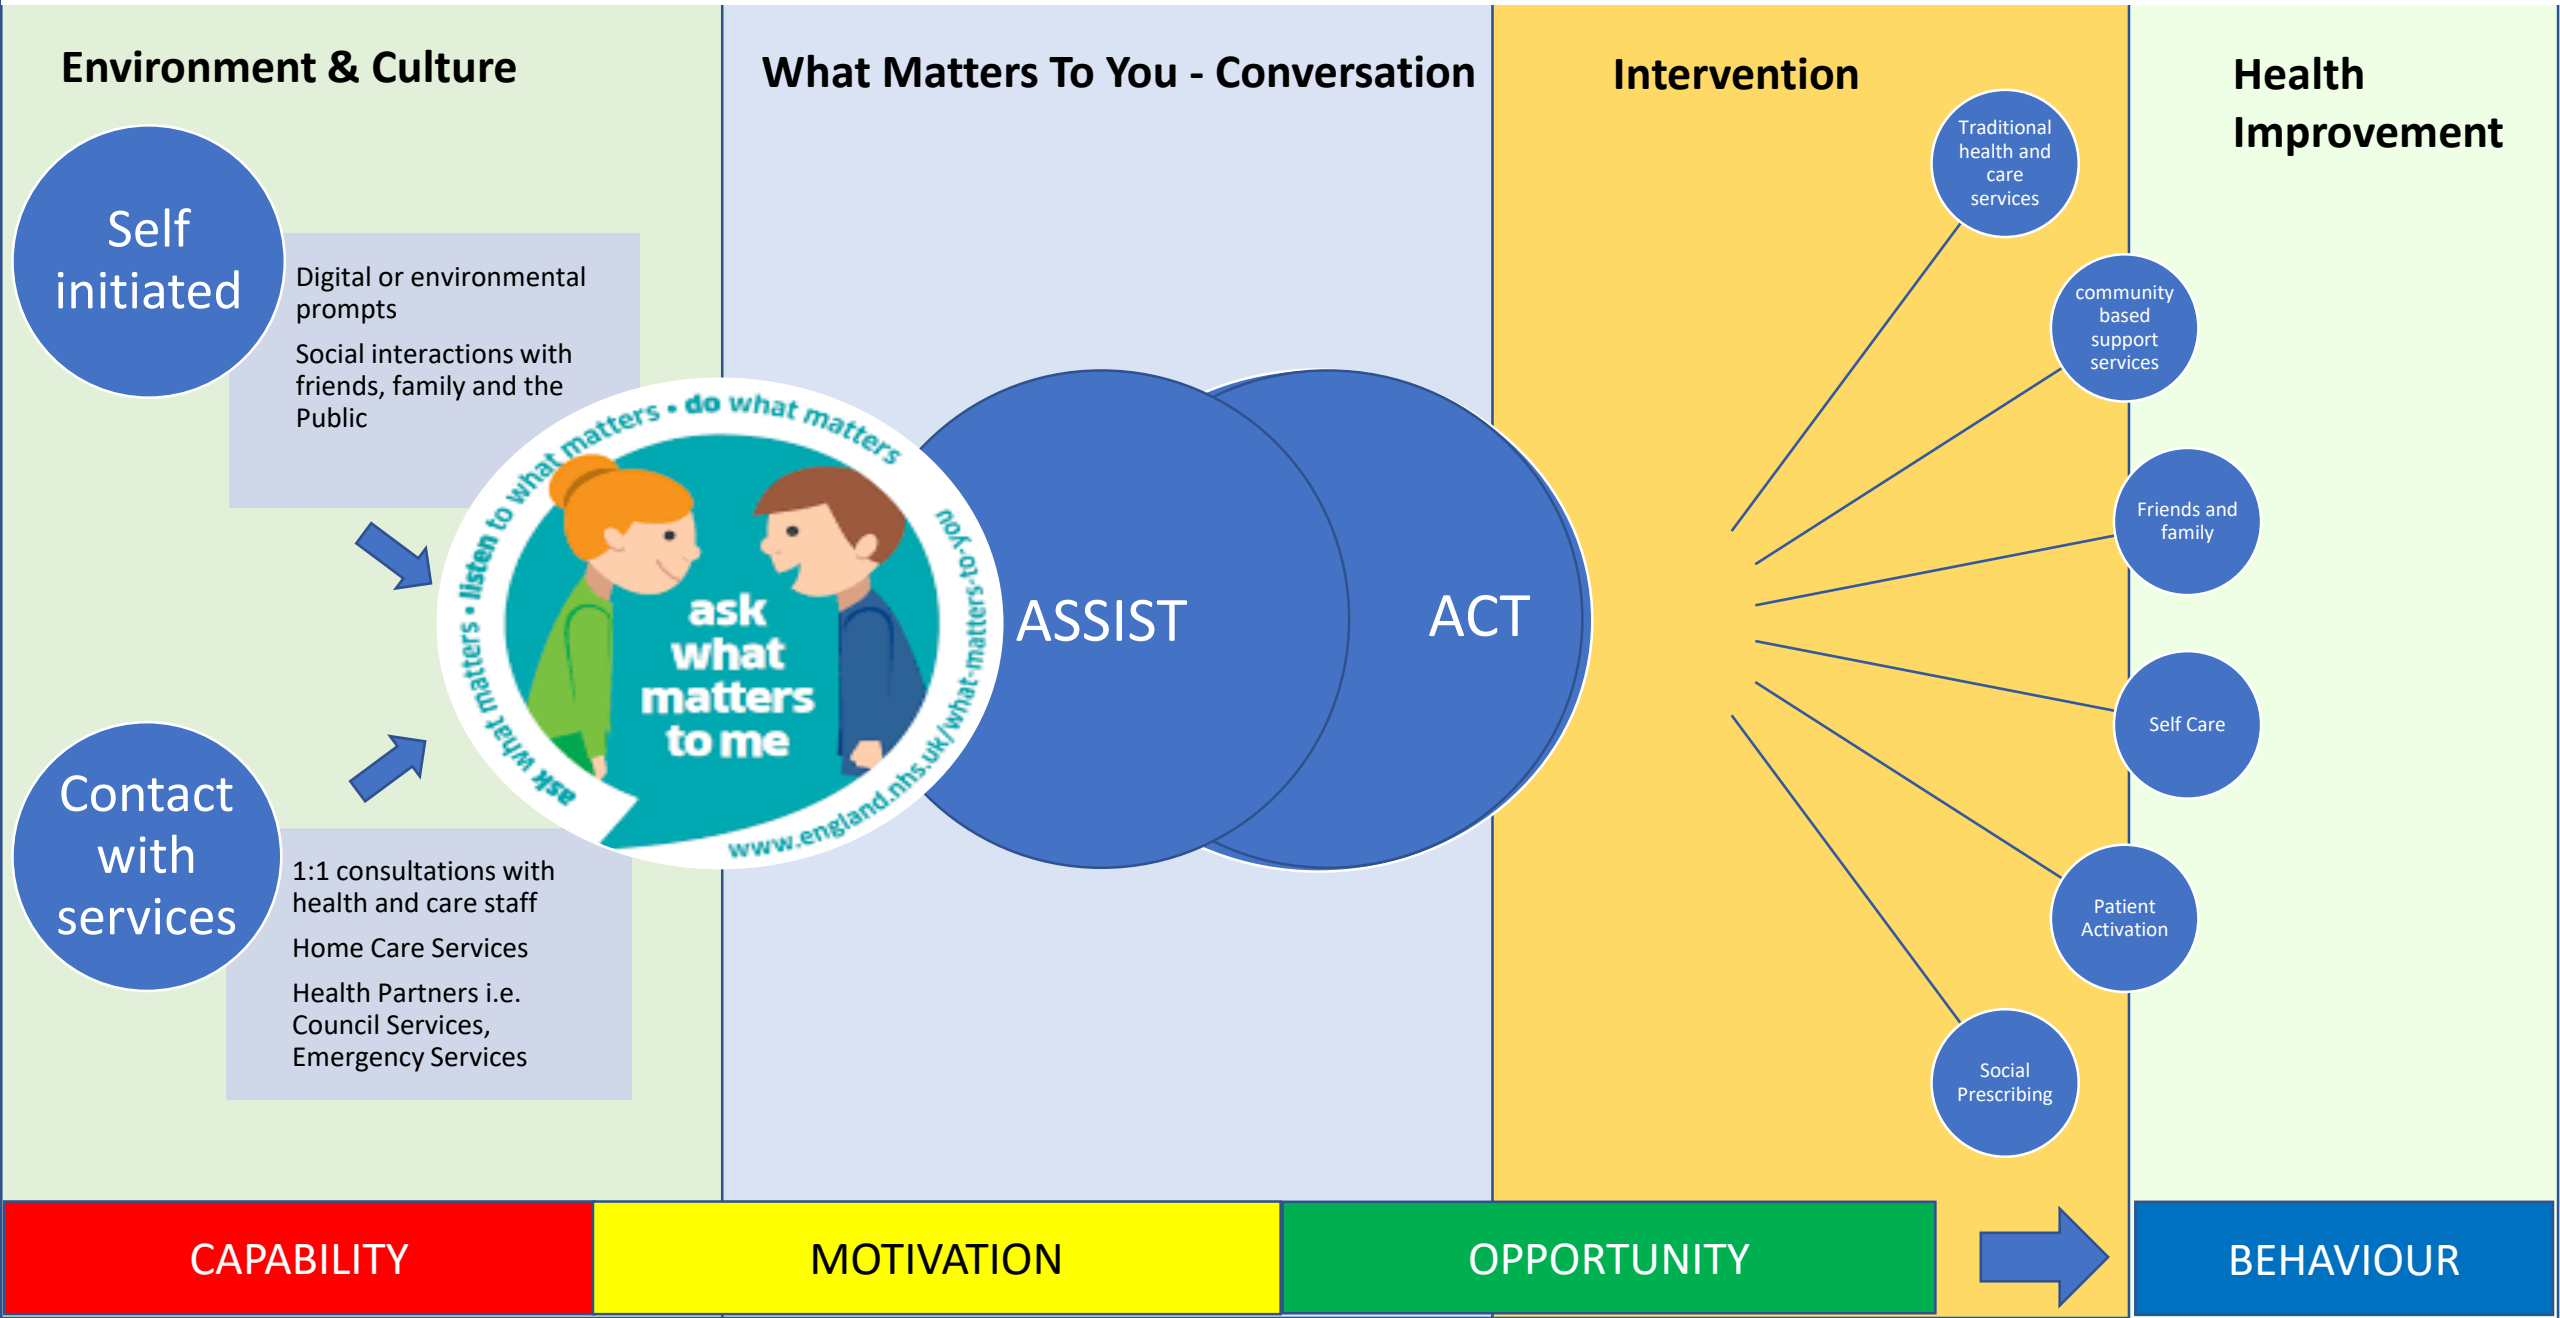 Environment & Culture
Self
initiated
Digital or environmental
prompts
Social interactions with
friends, family and the
Public
Contact
with
services
1:1 consultations with
health and care staff
Home Care Services
Health Partners i.e.
Council Services,
Emergency Services
What Matters To You - Conversation
ask what matters • listen to what matters • do what matters
www.england.nhs.uk/what-matters-to-you
ask
what
matters
to me
ASSIST
ACT
Intervention
Traditional
health and
care
services
community
based
support
services
Friends and
family
Self Care
Patient
Activation
Social
Prescribing
Health
Improvement
CAPABILITY
MOTIVATION
OPPORTUNITY
BEHAVIOUR